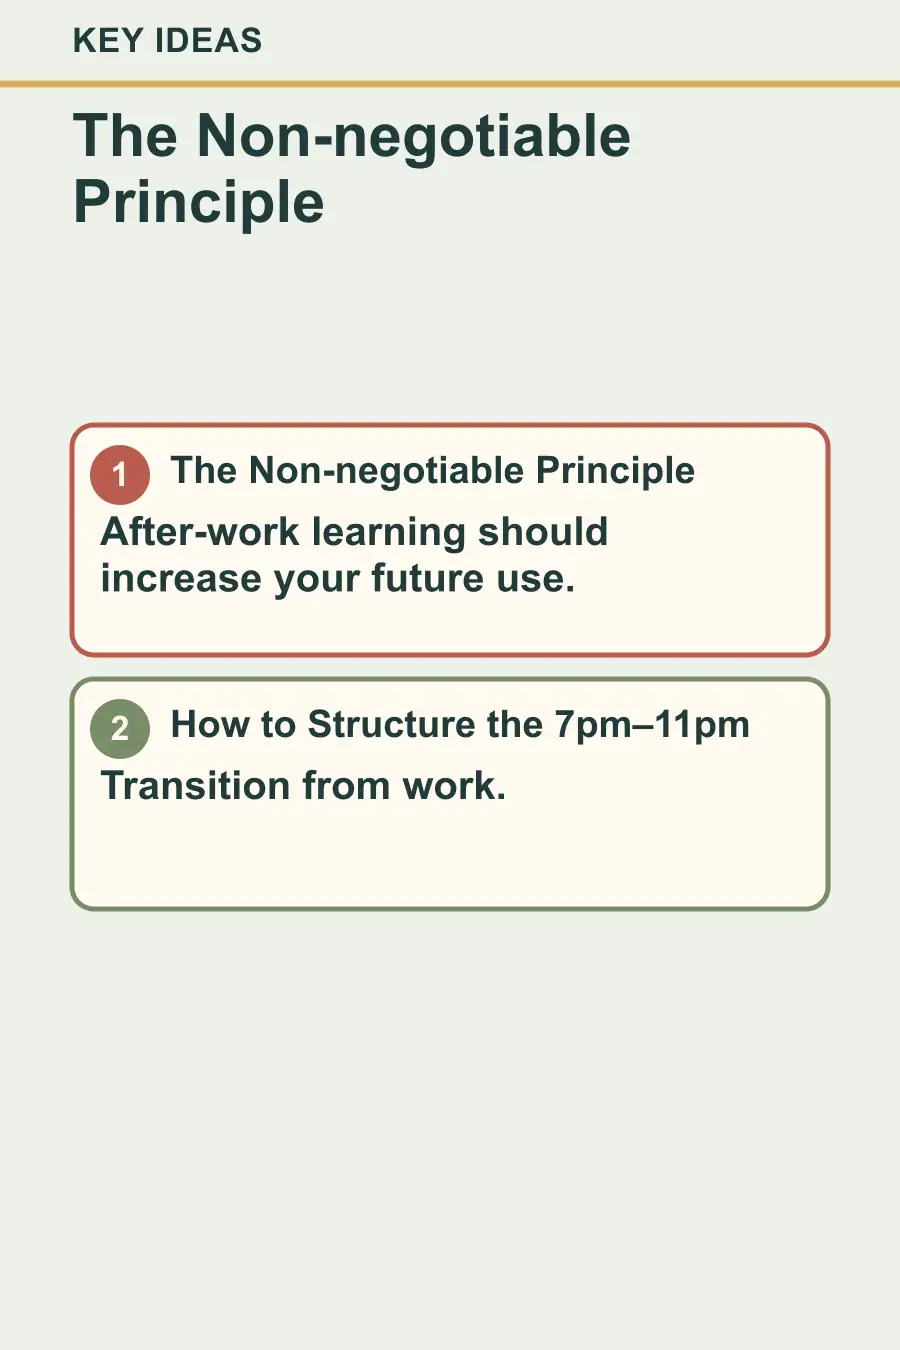 KEY IDEAS
The Non-negotiable
Principle
1 The Non-negotiable Principle
After-work learning should
increase your future use.
2 How to Structure the 7pm–11pm
Transition from work.